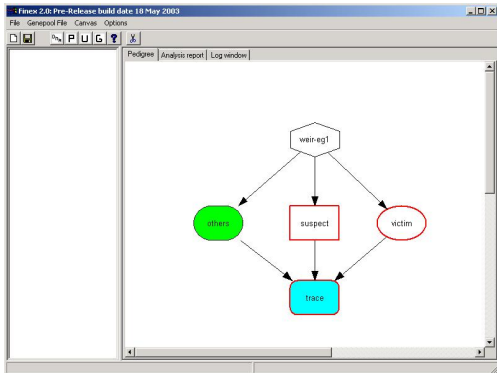 Finex 2.0: Pre-Release build date 18 May 2003
File Genepool File Canvas Options
P U G ?
Pedigree Analysis report Log window
weir-eg1
others suspect victim
trace